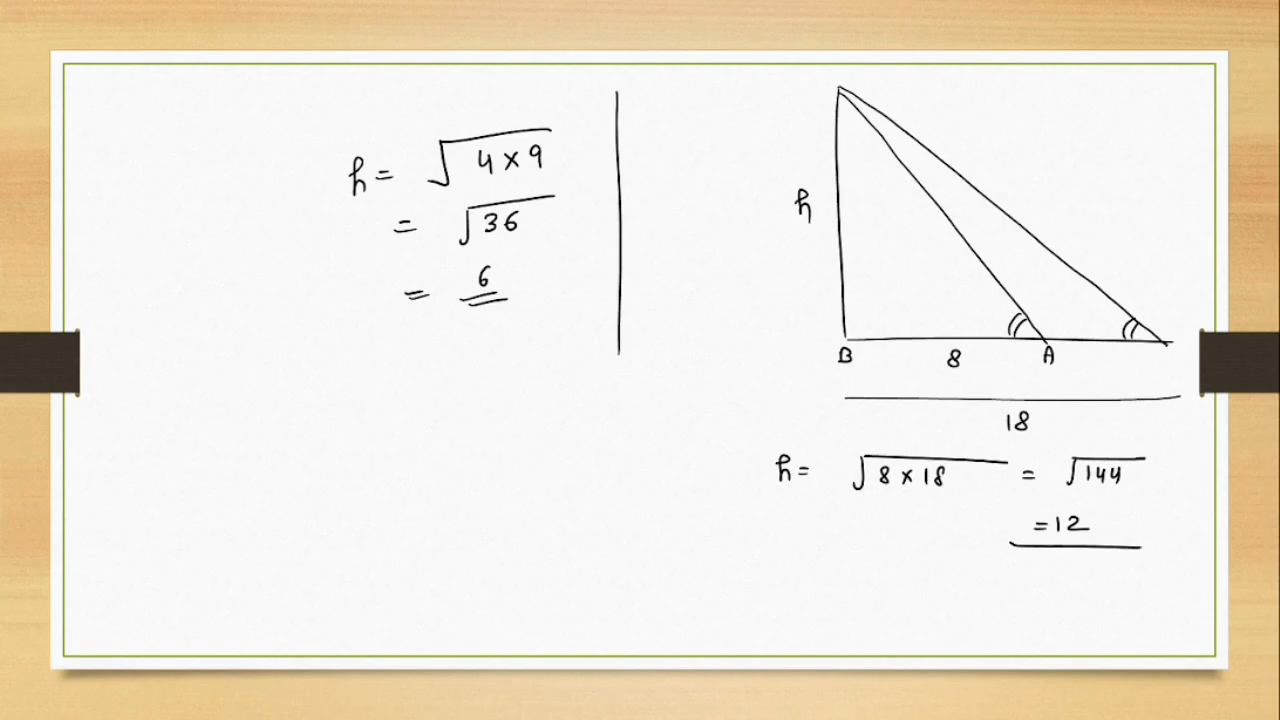 h = √4 x 9
= √36
= 6
h
B 8 A
18
h = √8 x 18 = √144
= 12